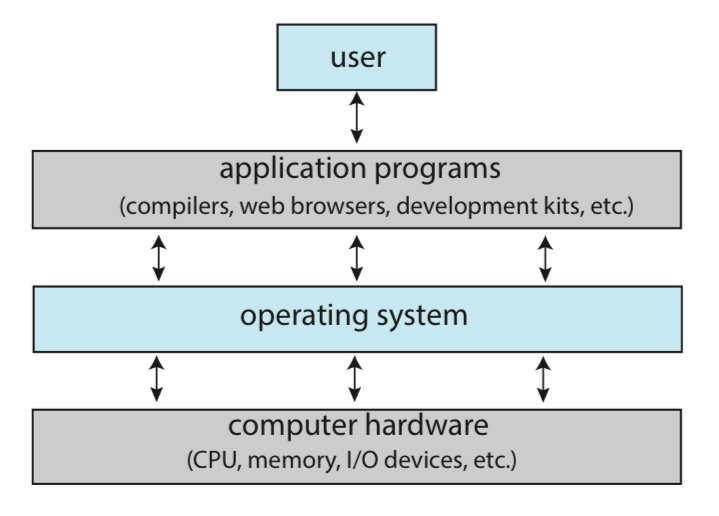 user
application programs
(compilers, web browsers, development kits, etc.)
operating system
computer hardware
(CPU, memory, I/O devices, etc.)